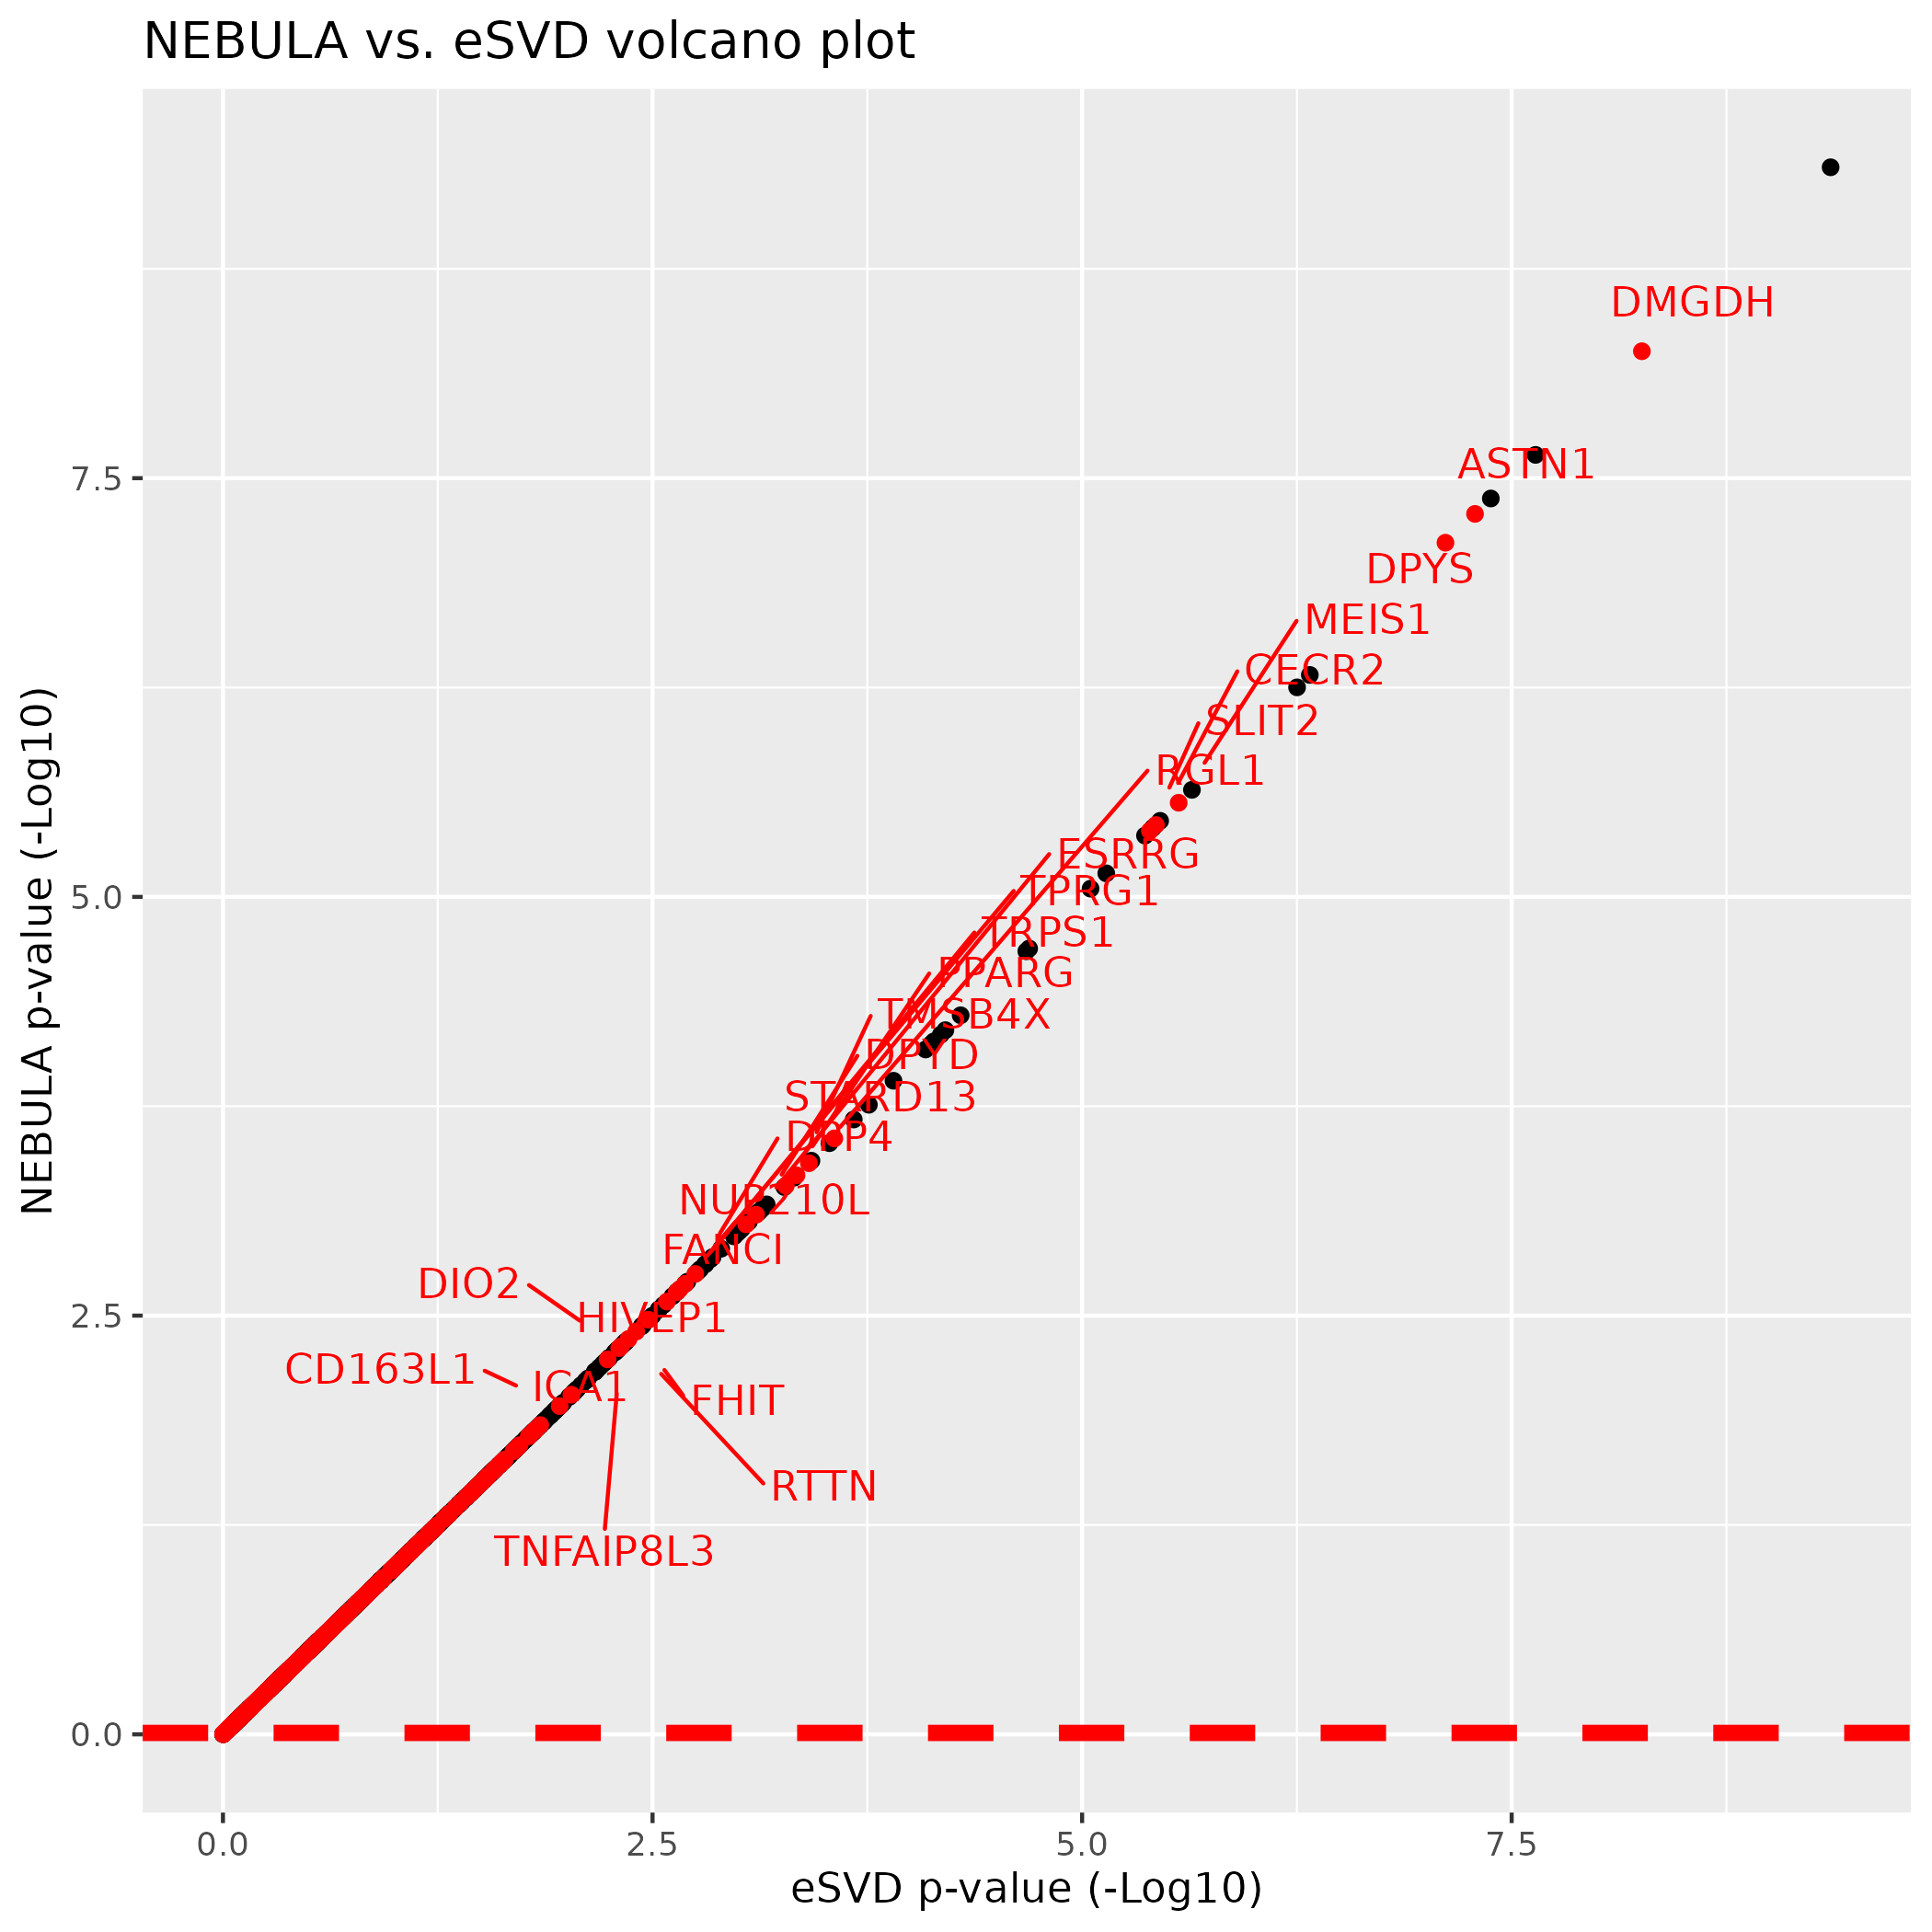 NEBULA vs. eSVD volcano plot
DMGDH
ASTN1
DPYS
MEIS1
CECR2
SLIT2
RGL1
ESRRG
TPRG1
TRPS1
PPARG
TMSB4X
DPYD
STARD13
DPP4
NUP210L
FANCI
DIO2
HIVEP1
CD163L1
ICA1
FHIT
RTTN
TNFAIP8L3
NEBULA p-value (-Log10)
7.5
5.0
2.5
0.0
0.0 2.5 5.0 7.5
eSVD p-value (-Log10)